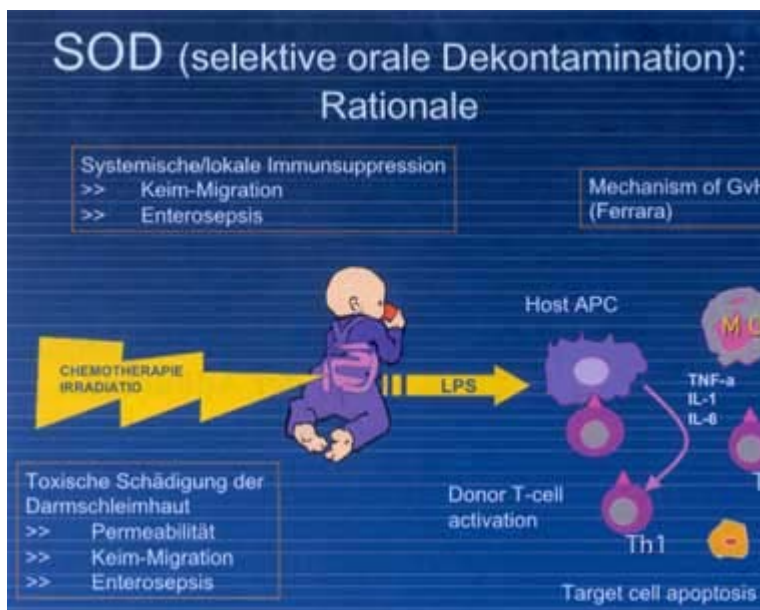 SOD (selektive orale Dekontamination):
Rationale
Systemische/lokale Immunsuppression
>> Keim-Migration
>> Enterosepsis
Mechanism of GvH
(Ferrara)
Host APC
M
CHEMOTHERAPIE
IRRADIATIO
LPS
TNF-a
IL-1
IL-6
Toxische Schädigung der
Darmschleimhaut
>> Permeabilität
>> Keim-Migration
>> Enterosepsis
Donor T-cell
activation
Th1
T
Target cell apoptosis